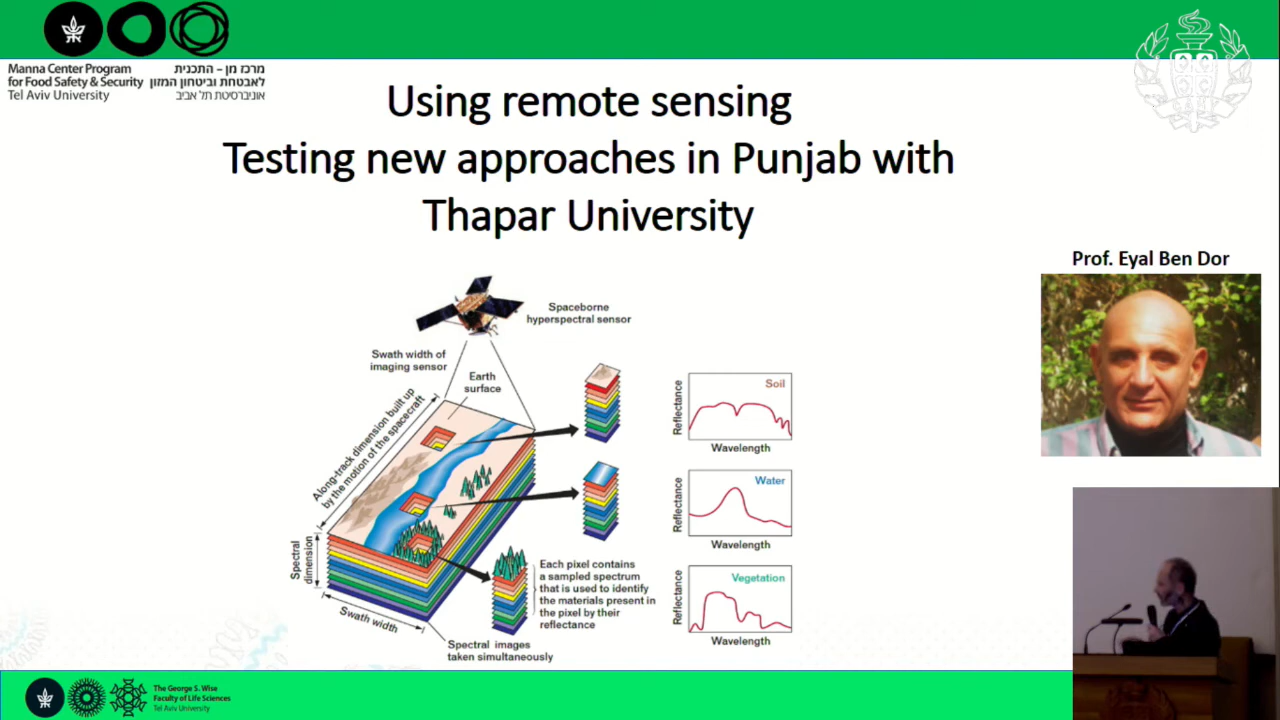 Manna Center Program
for Food Safety & Security
Tel Aviv University
מרכז מן – התכנית
לאבטחת וביטחון המזון
אוניברסיטת תל אביב
Using remote sensing
Testing new approaches in Punjab with
Thapar University
Prof. Eyal Ben Dor
Spaceborne
hyperspectral sensor
Swath width of
imaging sensor
Earth
surface
Along-track dimension built up
by the motion of the spacecraft
Spectral
dimension
Swath width
Spectral images
taken simultaneously
Each pixel contains
a sampled spectrum
that is used to identify
the materials present in
the pixel by their
reflectance
Soil
Reflectance
Wavelength
Water
Reflectance
Wavelength
Vegetation
Reflectance
Wavelength
The George S. Wise
Faculty of Life Sciences
Tel Aviv University